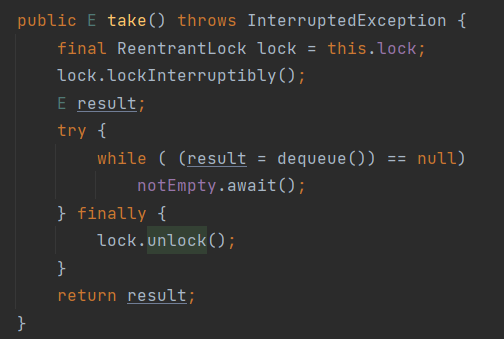 public E take() throws InterruptedException {
    final ReentrantLock lock = this.lock;
    lock.lockInterruptibly();
    E result;
    try {
        while ( (result = dequeue()) == null)
            notEmpty.await();
    } finally {
        lock.unlock();
    }
    return result;
}